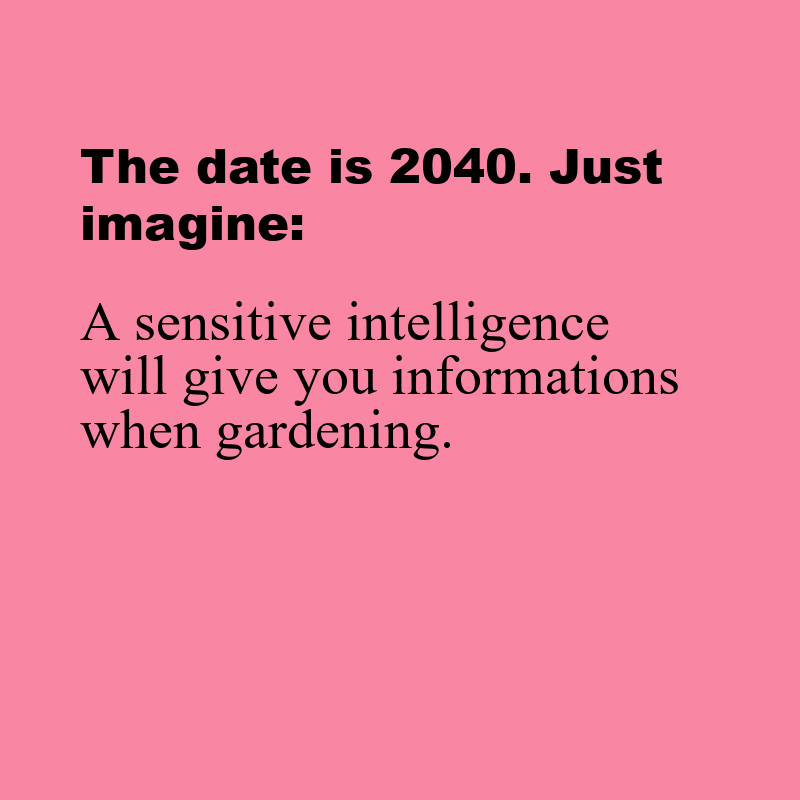 The date is 2040. Just
imagine:
A sensitive intelligence
will give you informations
when gardening.